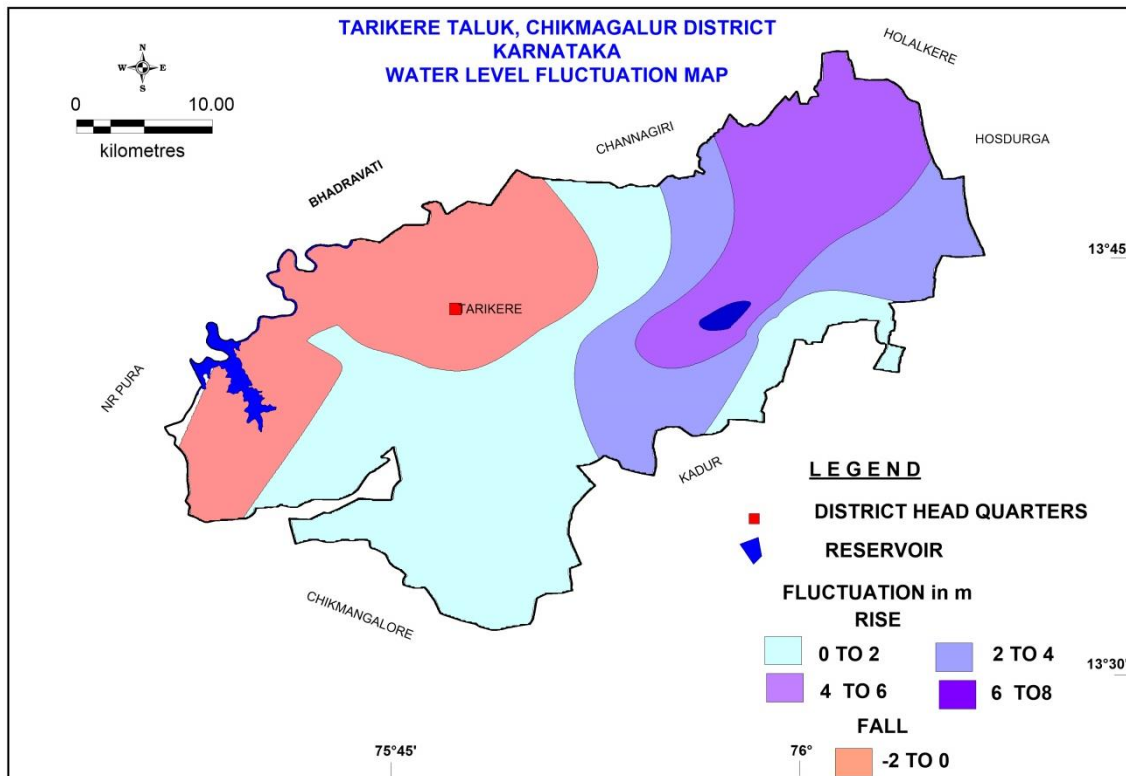 TARIKERE TALUK, CHIKMAGALUR DISTRICT
KARNATAKA
WATER LEVEL FLUCTUATION MAP
N
W E
S
0 10.00
kilometres
HOLALKERE
CHANNAGIRI
HOSDURGA
BHADRAVATI
13°45'
TARIKERE
NR PURA
KADUR
CHIKMANGALORE
L E G E N D
DISTRICT HEAD QUARTERS
RESERVOIR
FLUCTUATION in m
RISE
0 TO 2 2 TO 4
4 TO 6 6 TO8
FALL
-2 TO 0
13°30'
75°45' 76°